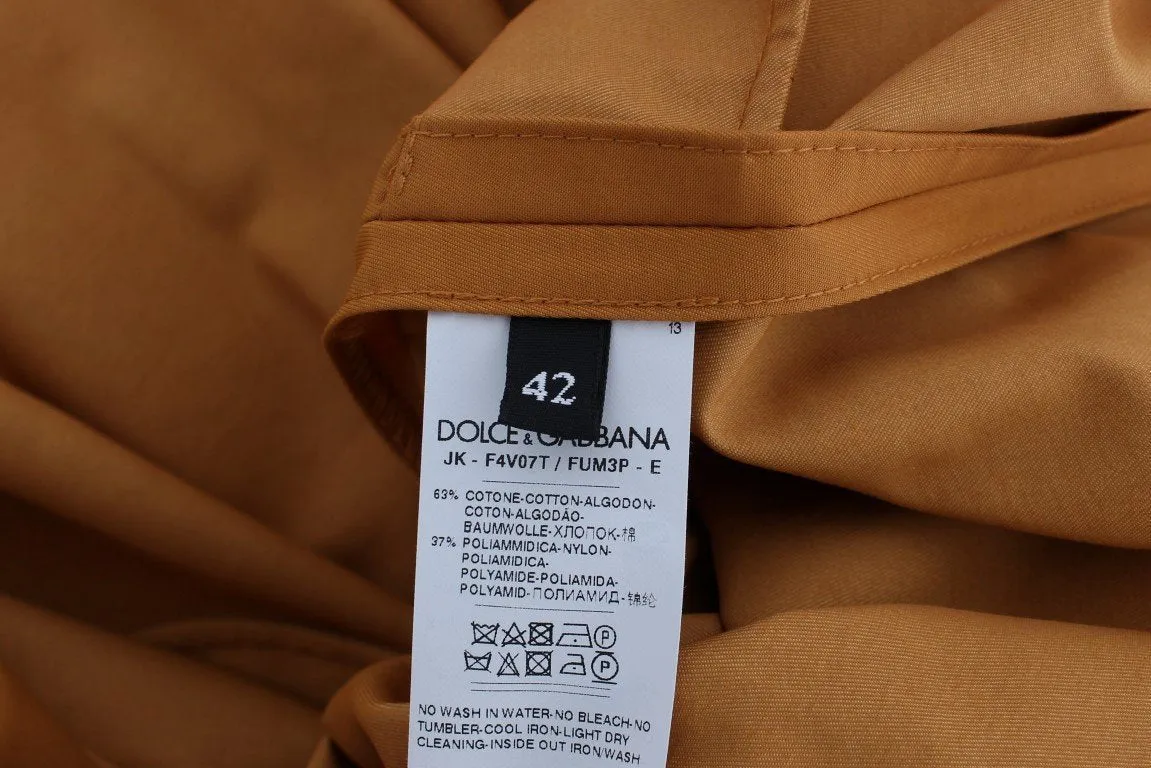 13
42
DOLCE & GABBANA
JK - F4V07T / FUM3P - E
63% COTONE-COTTON-ALGODON-
COTON-ALGODÃO-
BAUMWOLLE-ХЛОПОК-棉
37% POLIAMMIDICA-NYLON-
POLIAMIDICA-
POLYAMIDE-POLIAMIDA-
POLYAMID-ПОЛИАМИД-锦纶
P
P
NO WASH IN WATER-NO BLEACH-NO
TUMBLER-COOL IRON-LIGHT DRY
CLEANING-INSIDE OUT IRON/WASH